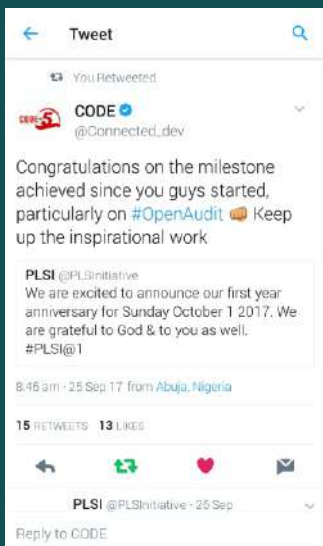 Tweet
You Retweeted
CODE-5
CODE
@Connected_dev
Congratulations on the milestone
achieved since you guys started,
particularly on #OpenAudit 👊 Keep
up the inspirational work
PLSI @PLSInitiative
We are excited to announce our first year
anniversary for Sunday October 1 2017. We
are grateful to God & to you as well.
#PLSI@1
8:46 am · 25 Sep 17 from Abuja, Nigeria
15 RETWEETS 13 LIKES
PLSI @PLSInitiative · 25 Sep
Reply to CODE